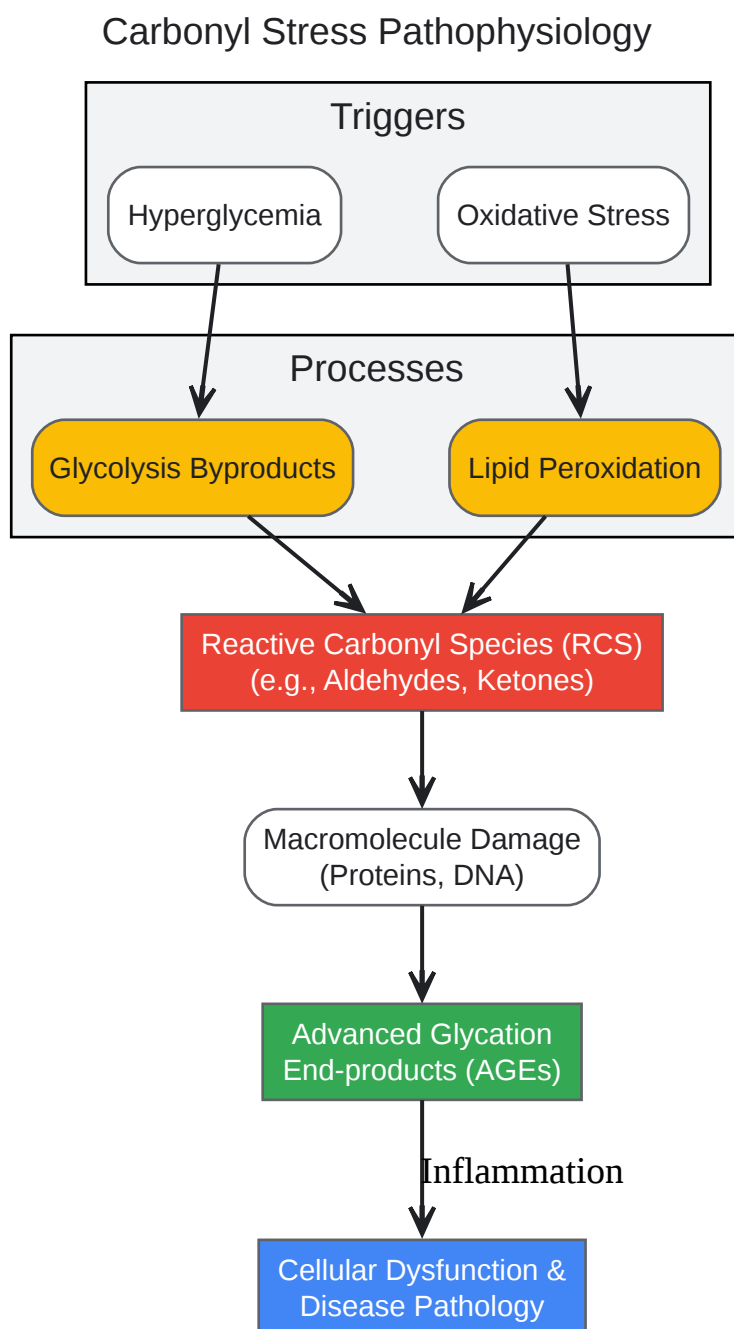 Carbonyl Stress Pathophysiology
Triggers
Hyperglycemia
Oxidative Stress
Processes
Glycolysis Byproducts
Lipid Peroxidation
Reactive Carbonyl Species (RCS)
(e.g., Aldehydes, Ketones)
Macromolecule Damage
(Proteins, DNA)
Advanced Glycation
End-products (AGEs)
Inflammation
Cellular Dysfunction &
Disease Pathology